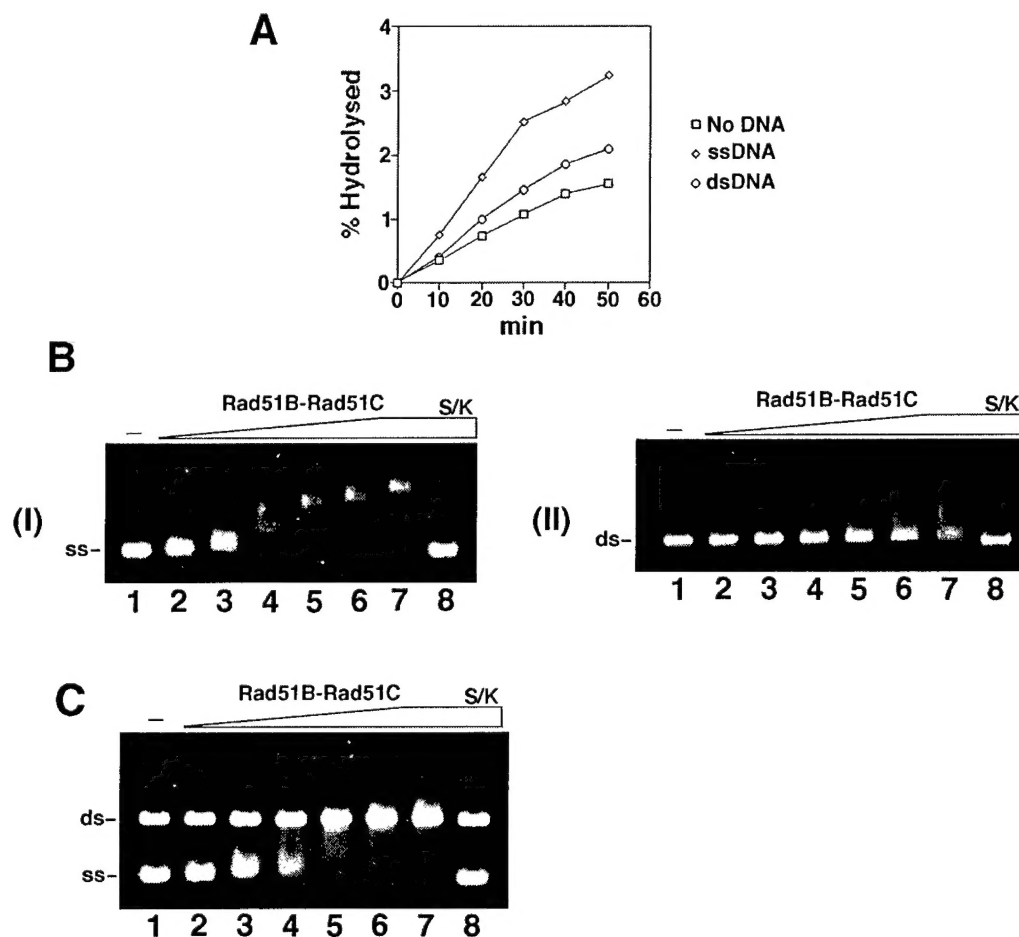 A
4
3
2
1
0
% Hydrolysed
0 10 20 30 40 50 60
min
No DNA
ssDNA
dsDNA
B
Rad51B-Rad51C S/K
–
(I)
ss-
1 2 3 4 5 6 7 8
Rad51B-Rad51C S/K
–
(II)
ds-
1 2 3 4 5 6 7 8
C
Rad51B-Rad51C S/K
–
ds-
ss-
1 2 3 4 5 6 7 8